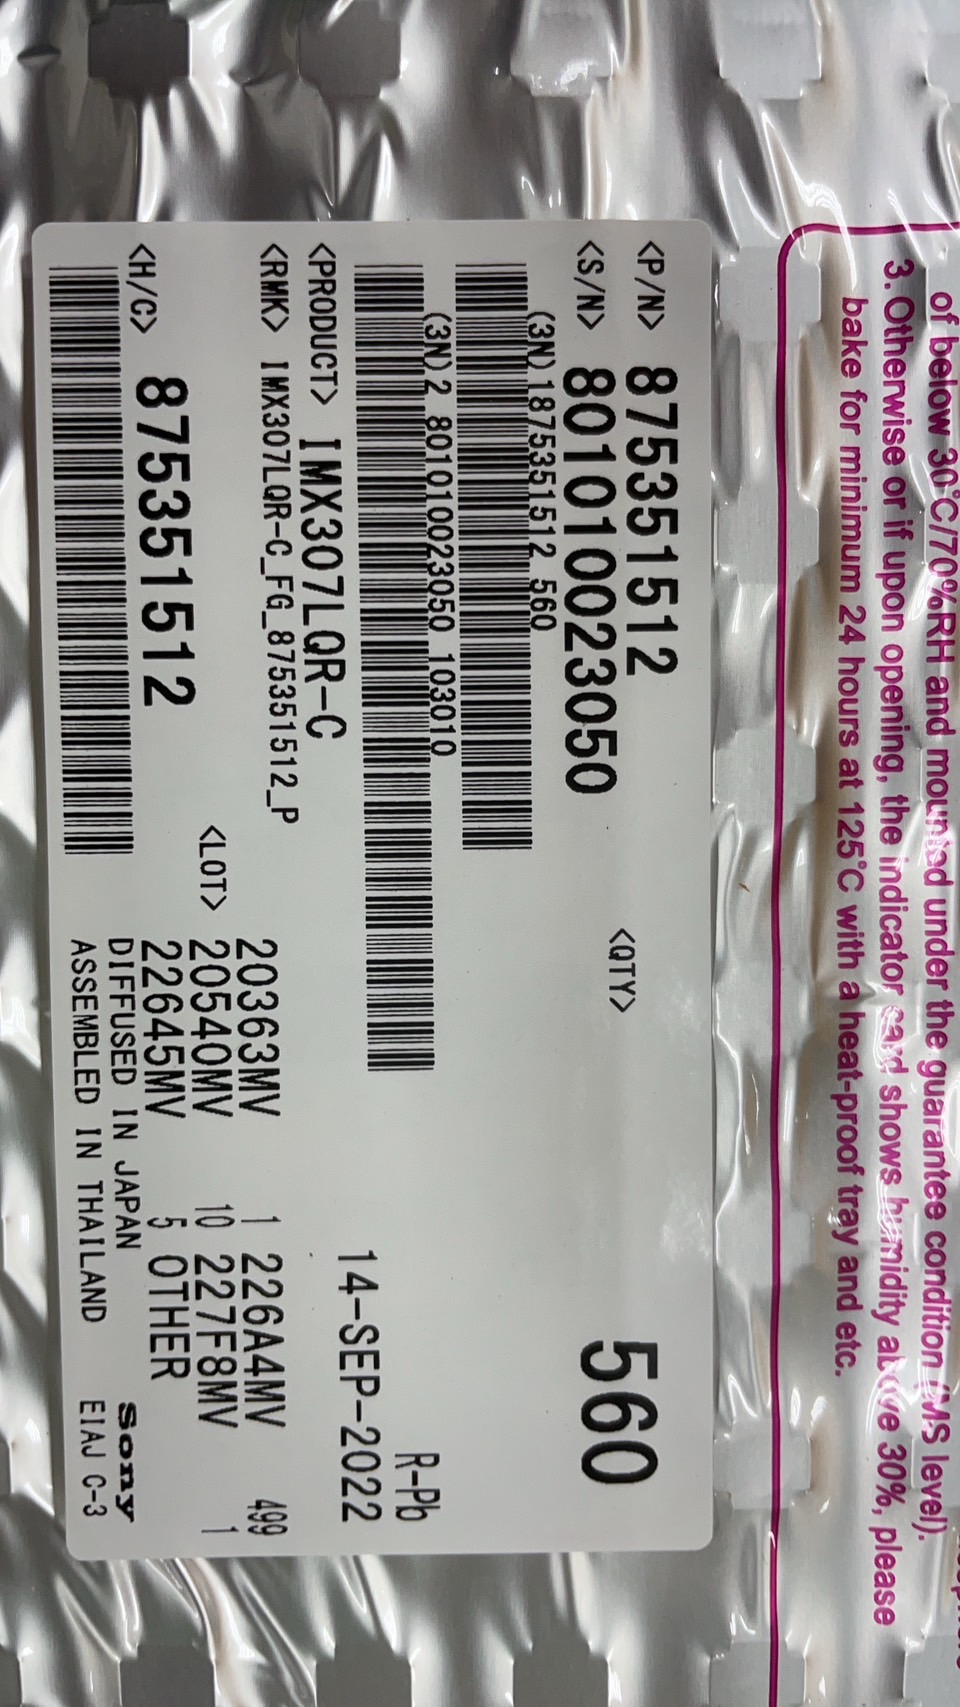 of below 30°C/70%RH and mounted under the guarantee condition (MS level).
3. Otherwise or if upon opening, the indicator card shows humidity above 30%, please
bake for minimum 24 hours at 125°C with a heat-proof tray and etc.
<P/N> 875351512
<QTY> 560
<S/N> 801010023050
(3N)1875351512 560
(3N)2 801010023050 103010
R-Pb
14-SEP-2022
<PRODUCT> IMX307LQR-C
<RMK> IMX307LQR-C_FG_875351512_P
20363MV 1 226A4MV 499
<LOT> 20540MV 10 227F8MV 1
22645MV 5 OTHER
<H/C> 875351512
DIFFUSED IN JAPAN Sony
ASSEMBLED IN THAILAND EIAJ C-3